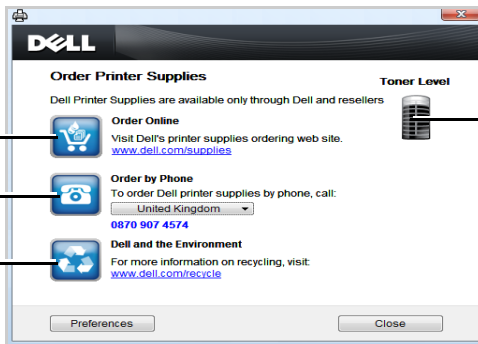 DELL
Order Printer Supplies
Toner Level
Dell Printer Supplies are available only through Dell and resellers
Order Online
Visit Dell's printer supplies ordering web site.
www.dell.com/supplies
Order by Phone
To order Dell printer supplies by phone, call:
United Kingdom
0870 907 4574
Dell and the Environment
For more information on recycling, visit:
www.dell.com/recycle
Preferences
Close